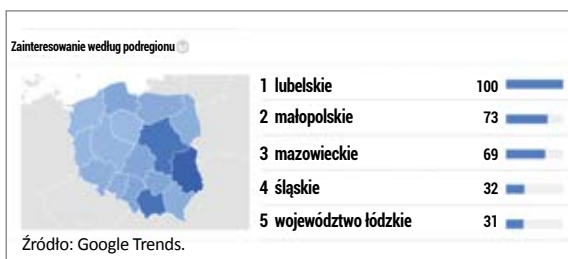 Zainteresowanie według podregionu
1 lubelskie 100
2 małopolskie 73
3 mazowieckie 69
4 śląskie 32
5 województwo łódzkie 31
Źródło: Google Trends.